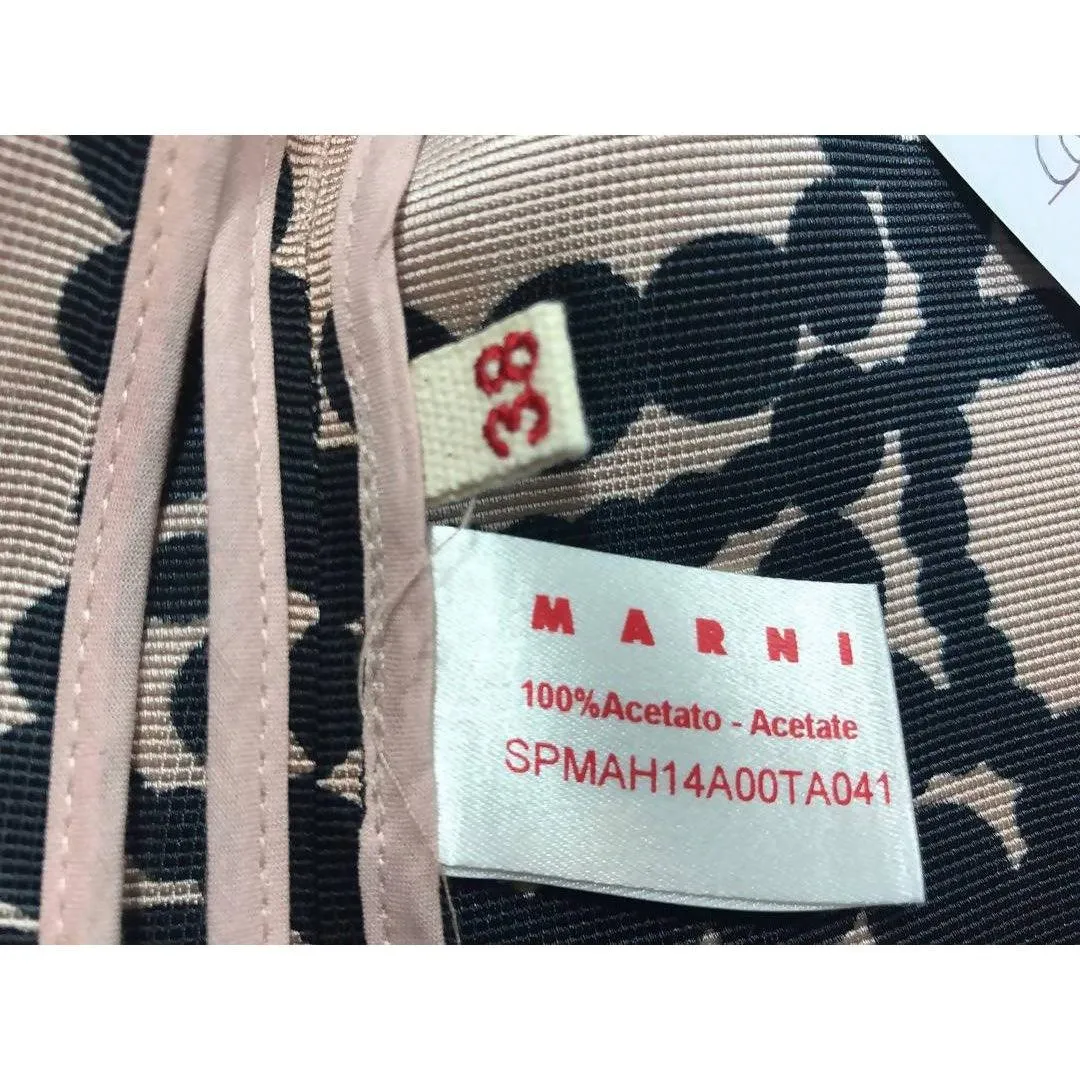 38
MARNI
100%Acetato - Acetate
SPMAH14A00TA041